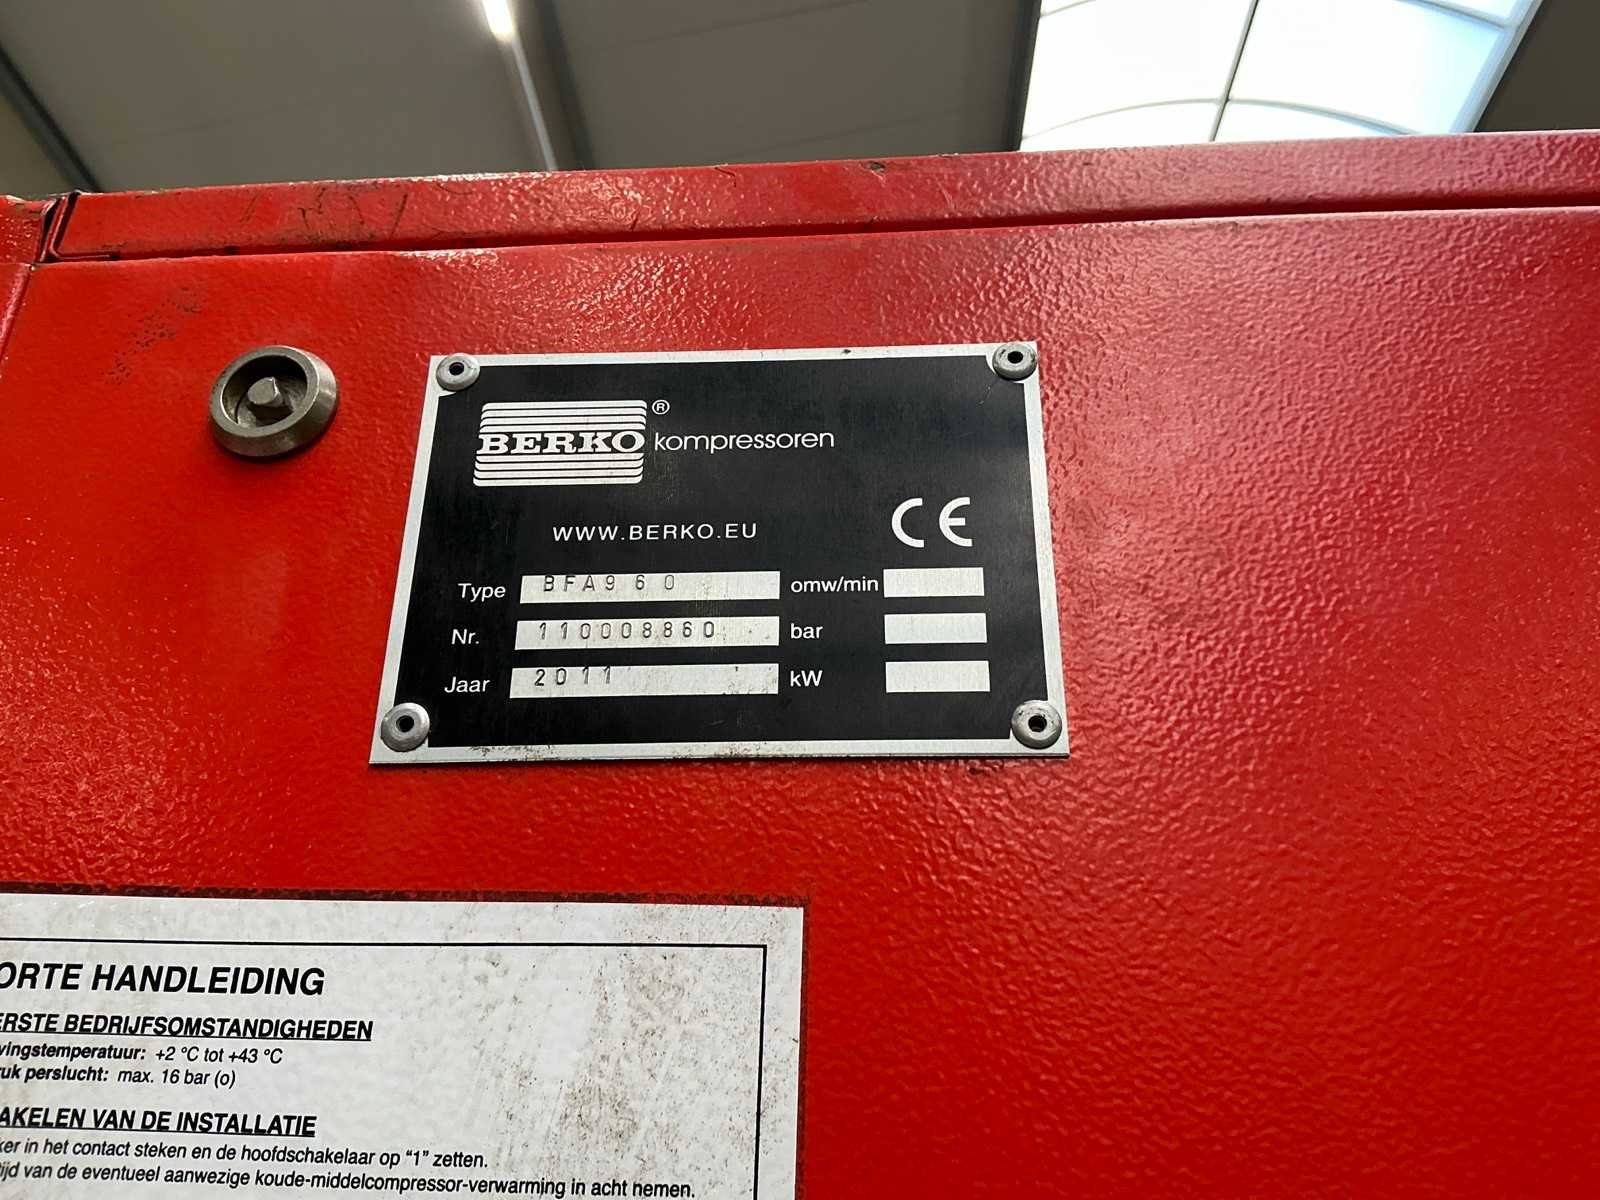 BERKO® kompressoren
WWW.BERKO.EU
CE
Type BFA960 omw/min
Nr. 110008860 bar
Jaar 2011 kW
ORTE HANDLEIDING
ERSTE BEDRIJFSOMSTANDIGHEDEN
vingstemperatuur: +2 °C tot +43 °C
uk perslucht: max. 16 bar (o)
AKELEN VAN DE INSTALLATIE
ker in het contact steken en de hoofdschakelaar op “1” zetten.
tijd van de eventueel aanwezige koude-middelcompressor-verwarming in acht nemen.